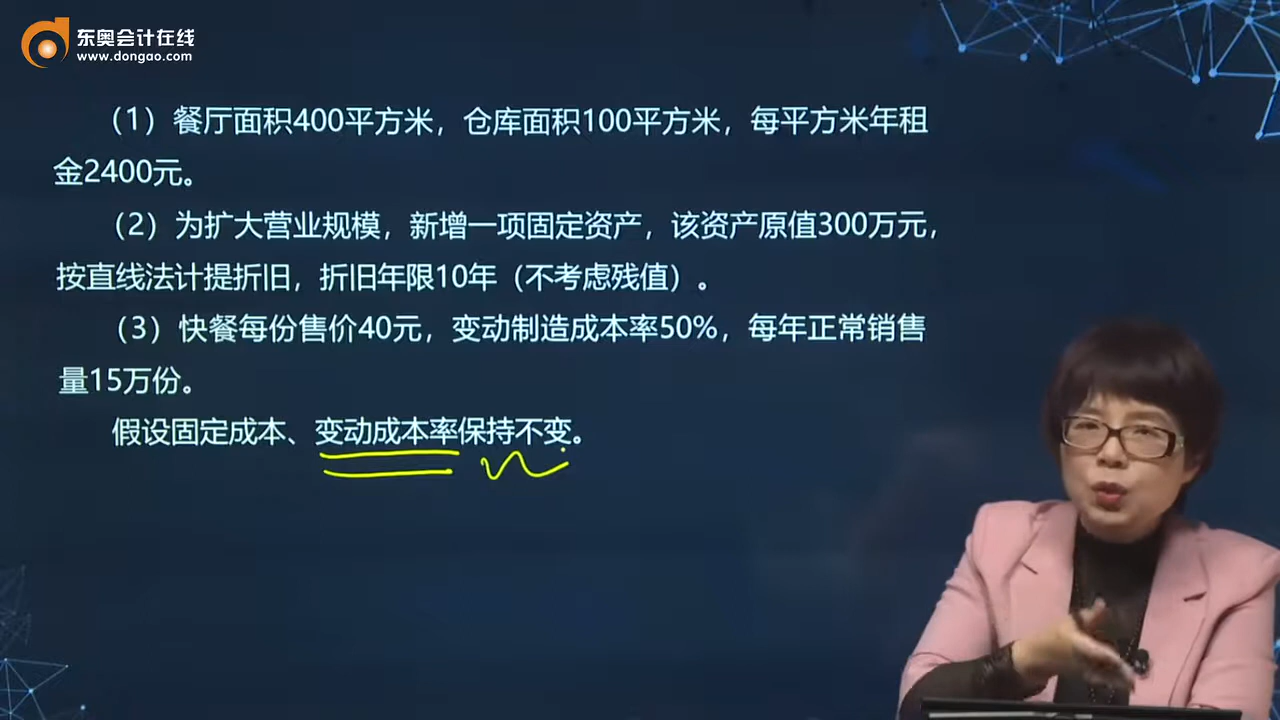 东奥会计在线
www.dongao.com
（1）餐厅面积400平方米，仓库面积100平方米，每平方米年租
金2400元。
（2）为扩大营业规模，新增一项固定资产，该资产原值300万元，
按直线法计提折旧，折旧年限10年（不考虑残值）。
（3）快餐每份售价40元，变动制造成本率50%，每年正常销售
量15万份。
假设固定成本、变动成本率保持不变。